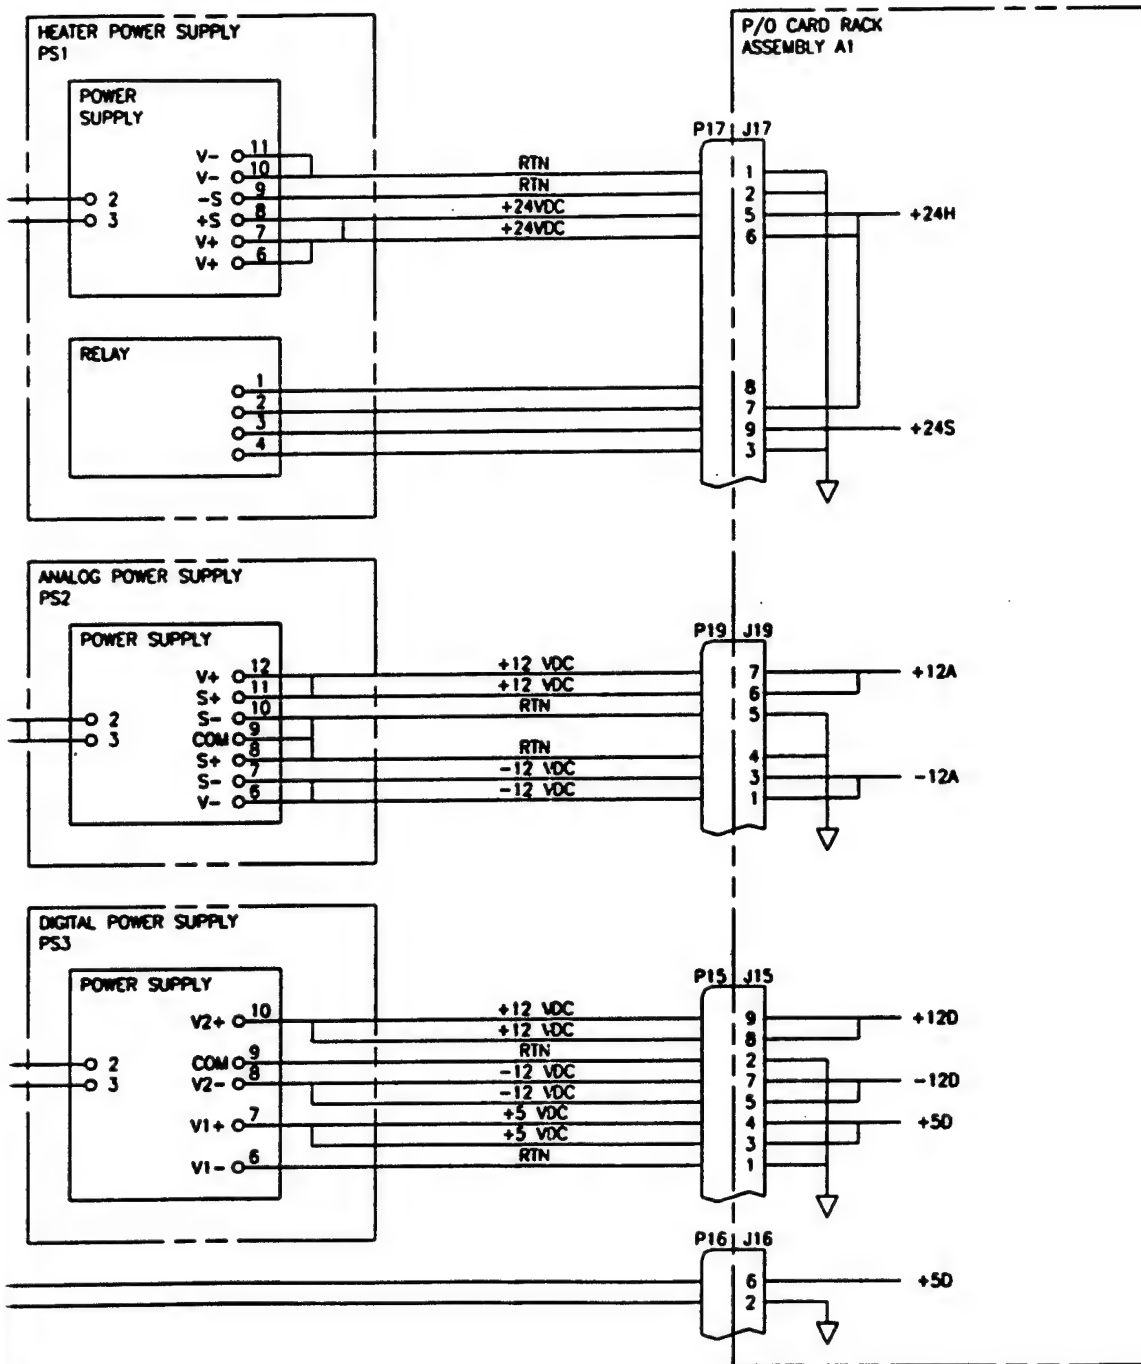 HEATER POWER SUPPLY
PS1
POWER
SUPPLY
V- 11
V- 10
-S 9
+S 8
V+ 7
V+ 6
2
3
RTN
RTN
+24VDC
+24VDC
P/O CARD RACK
ASSEMBLY A1
P17 J17
1
2
5
6
8
7
9
3
+24H
+24S
RELAY
1
2
3
4
ANALOG POWER SUPPLY
PS2
POWER SUPPLY
V+ 12
S+ 11
S- 10
COM 9
S+ 8
S- 7
V- 6
2
3
+12 VDC
+12 VDC
RTN
RTN
-12 VDC
-12 VDC
P19 J19
7
6
5
4
3
1
+12A
-12A
DIGITAL POWER SUPPLY
PS3
POWER SUPPLY
V2+ 10
COM 9
V2- 8
V1+ 7
V1- 6
2
3
+12 VDC
+12 VDC
RTN
-12 VDC
-12 VDC
+5 VDC
+5 VDC
RTN
P15 J15
9
8
2
7
5
4
3
1
+12D
-12D
+5D
P16 J16
6
2
+5D